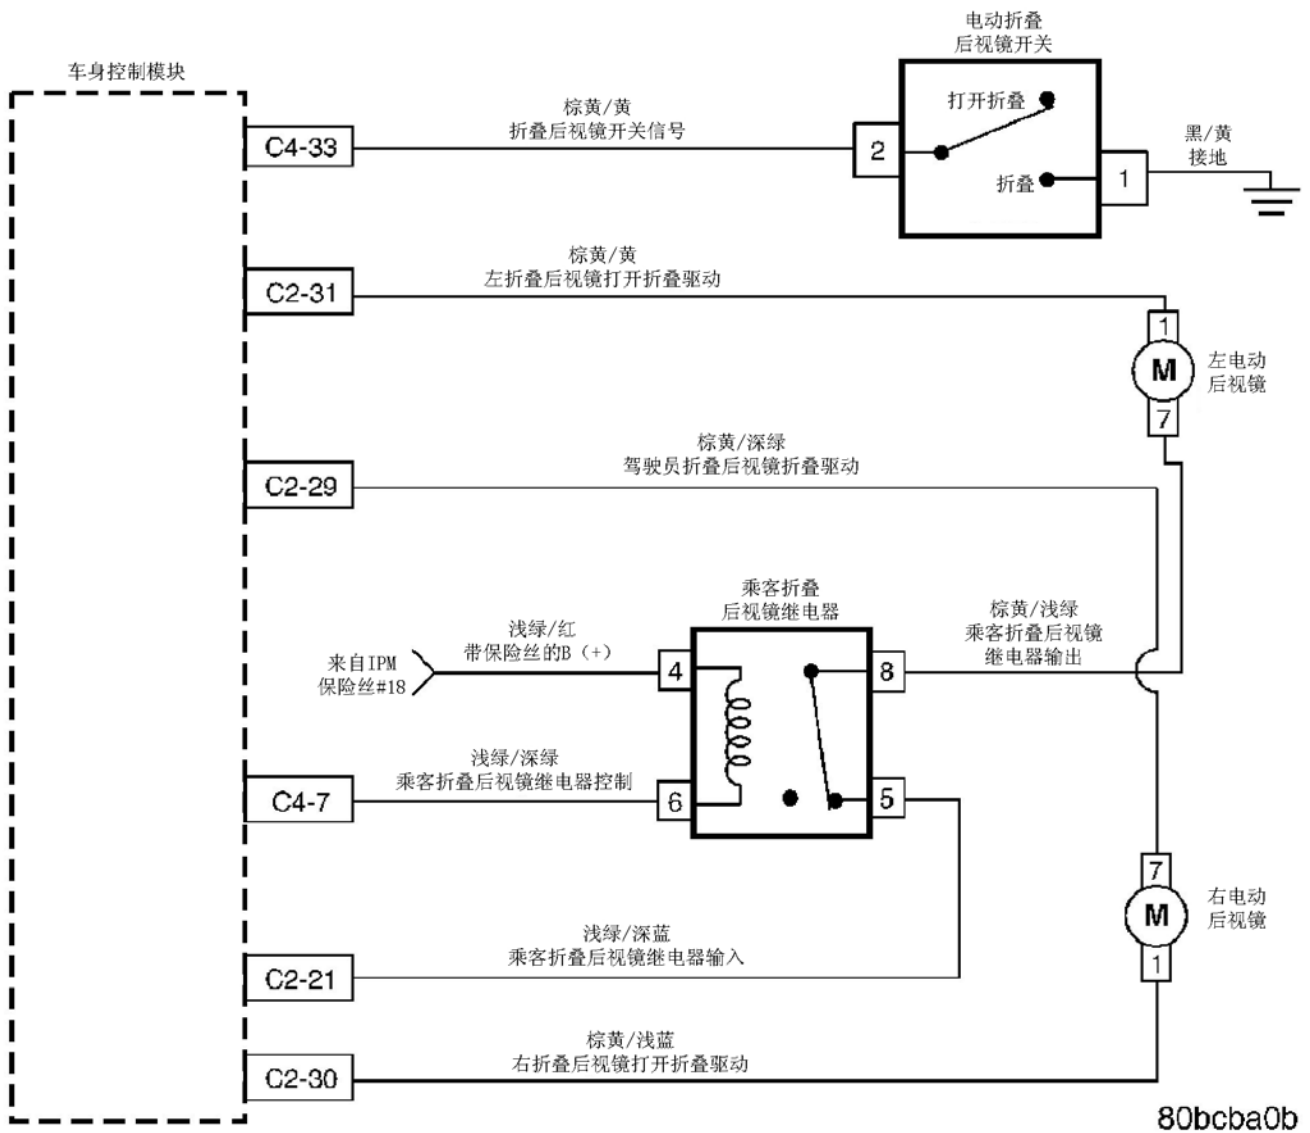 电动折叠
后视镜开关
车身控制模块
打开折叠
棕黄/黄
折叠后视镜开关信号
C4-33
2
黑/黄
接地
折叠
1
棕黄/黄
左折叠后视镜打开折叠驱动
C2-31
1
M
左电动
后视镜
7
棕黄/深绿
驾驶员折叠后视镜折叠驱动
C2-29
乘客折叠
后视镜继电器
棕黄/浅绿
乘客折叠后视镜
继电器输出
浅绿/红
带保险丝的B（+）
来自IPM
保险丝#18
4
8
浅绿/深绿
乘客折叠后视镜继电器控制
C4-7
6
5
7
M
右电动
后视镜
1
浅绿/深蓝
乘客折叠后视镜继电器输入
C2-21
棕黄/浅蓝
右折叠后视镜打开折叠驱动
C2-30
80bcba0b